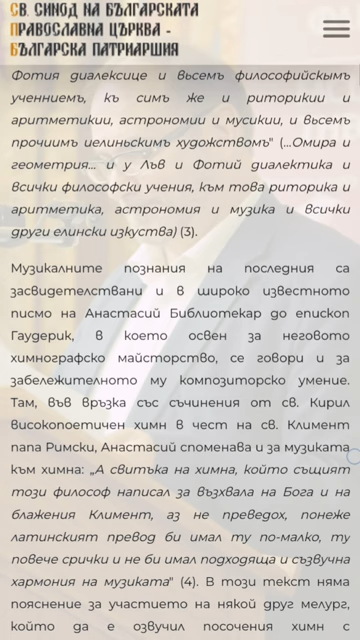 СВ. СИНОД НА БЪЛГАРСКАТА
ПРАВОСЛАВНА ЦЪРКВА -
БЪЛГАРСКА ПАТРИАРШИЯ
Фотия диалексице и вьсемъ философийскымъ
ученниемъ, къ симъ же и риторикии и
аритметикии, астрономии и мусикии, и вьсемъ
прочиимъ иелиньскимъ художствомъ" (...Омира и
геометрия... и у Лъв и Фотий диалектика и
всички философски учения, към това риторика и
аритметика, астрономия и музика и всички
други елински изкуства) (3).
Музикалните познания на последния са
засвидетелствани и в широко известното
писмо на Анастасий Библиотекар до епископ
Гаудерик, в което освен за неговото
химнографско майсторство, се говори и за
забележителното му композиторско умение.
Там, във връзка със съчинения от св. Кирил
високопоетичен химн в чест на св. Климент
папа Римски, Анастасий споменава и за музиката
към химна: „А свитъка на химна, който същият
този философ написал за възхвала на Бога и на
блажения Климент, аз не преведох, понеже
латинският превод би имал ту по-малко, ту
повече срички и не би имал подходяща и съзвучна
хармония на музиката" (4). В този текст няма
пояснение за участието на някой друг мелург,
който да е озвучил посочения химн с